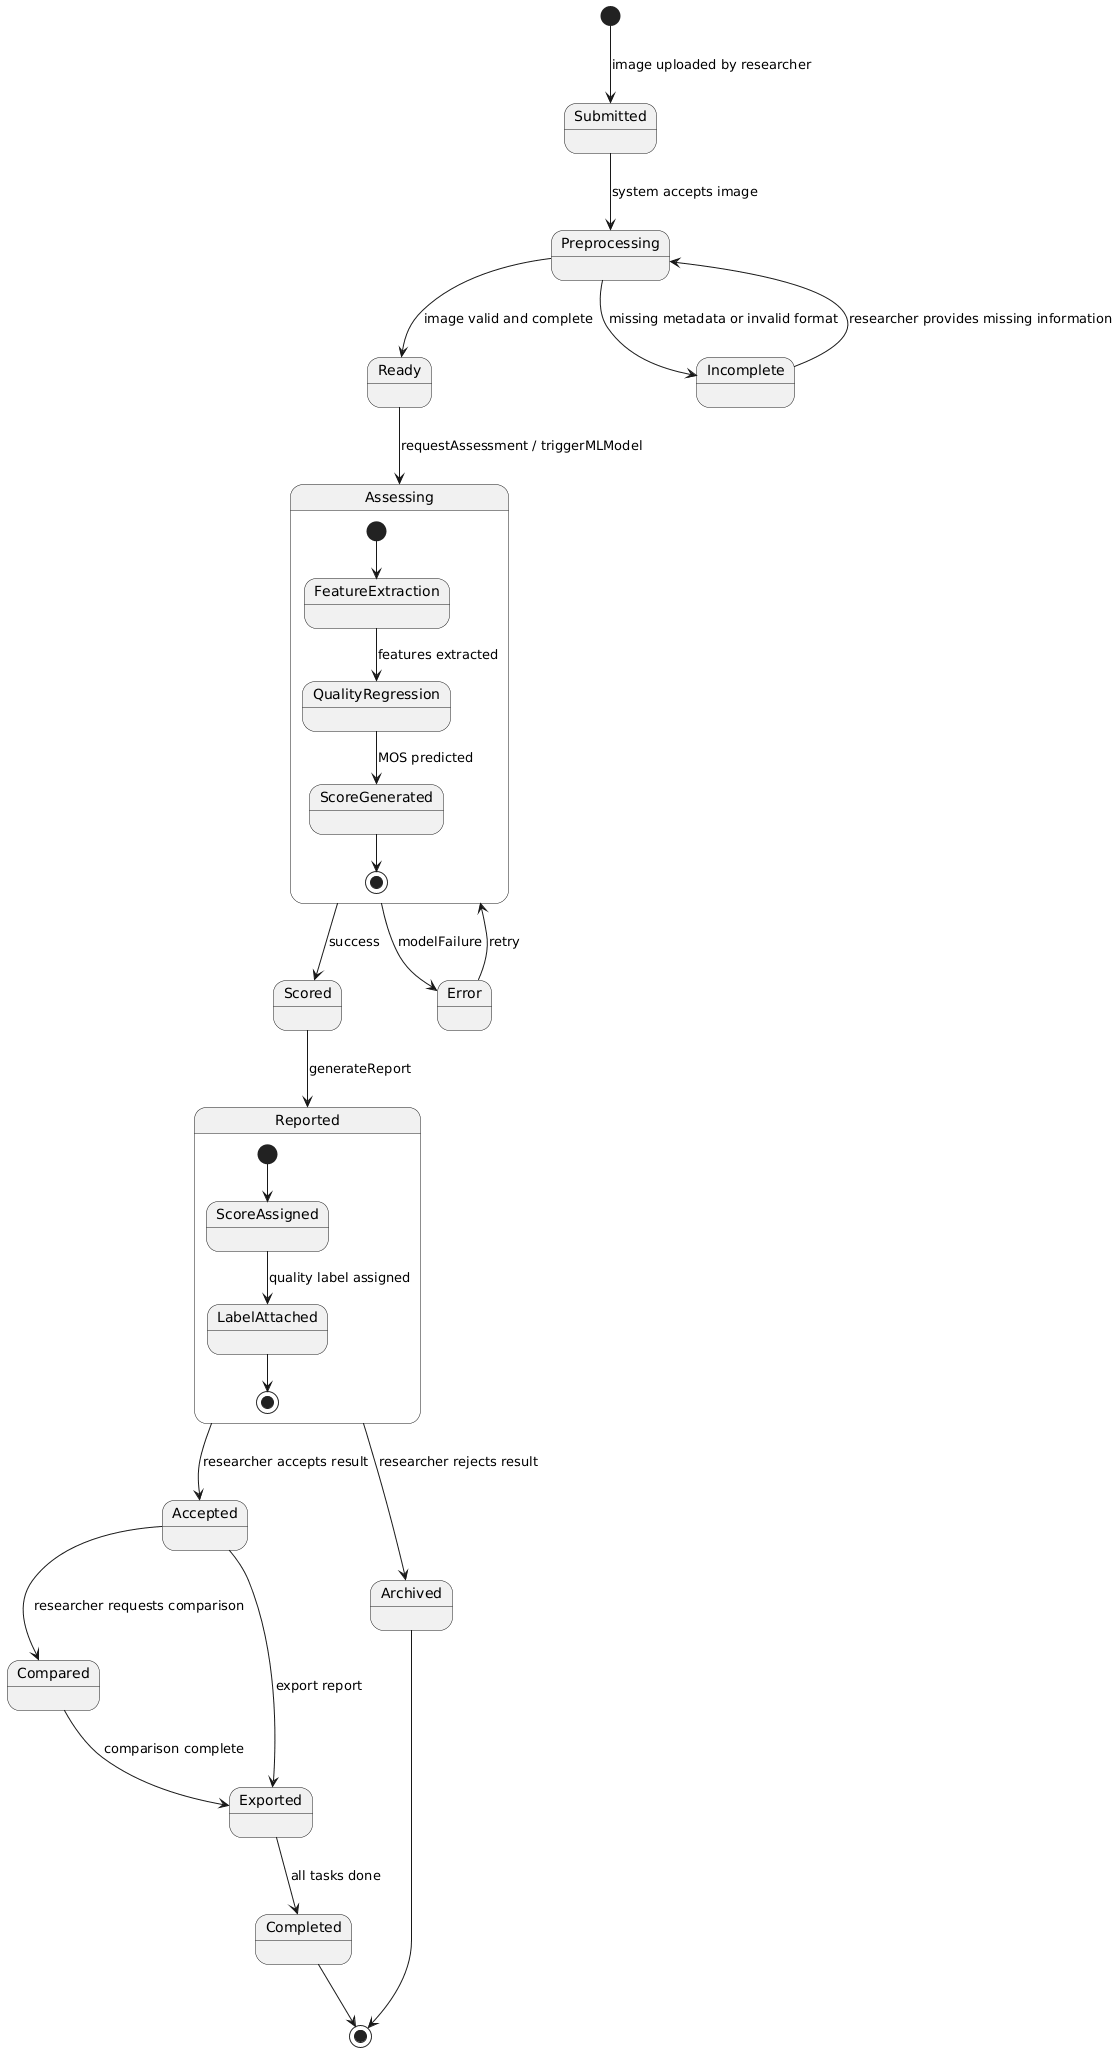 image uploaded by researcher
Submitted
system accepts image
Preprocessing
image valid and complete
missing metadata or invalid format
researcher provides missing information
Ready
Incomplete
requestAssessment / triggerMLModel
Assessing
FeatureExtraction
features extracted
QualityRegression
MOS predicted
ScoreGenerated
success
modelFailure
retry
Scored
Error
generateReport
Reported
ScoreAssigned
quality label assigned
LabelAttached
researcher accepts result
researcher rejects result
Accepted
Archived
researcher requests comparison
Compared
export report
comparison complete
Exported
all tasks done
Completed